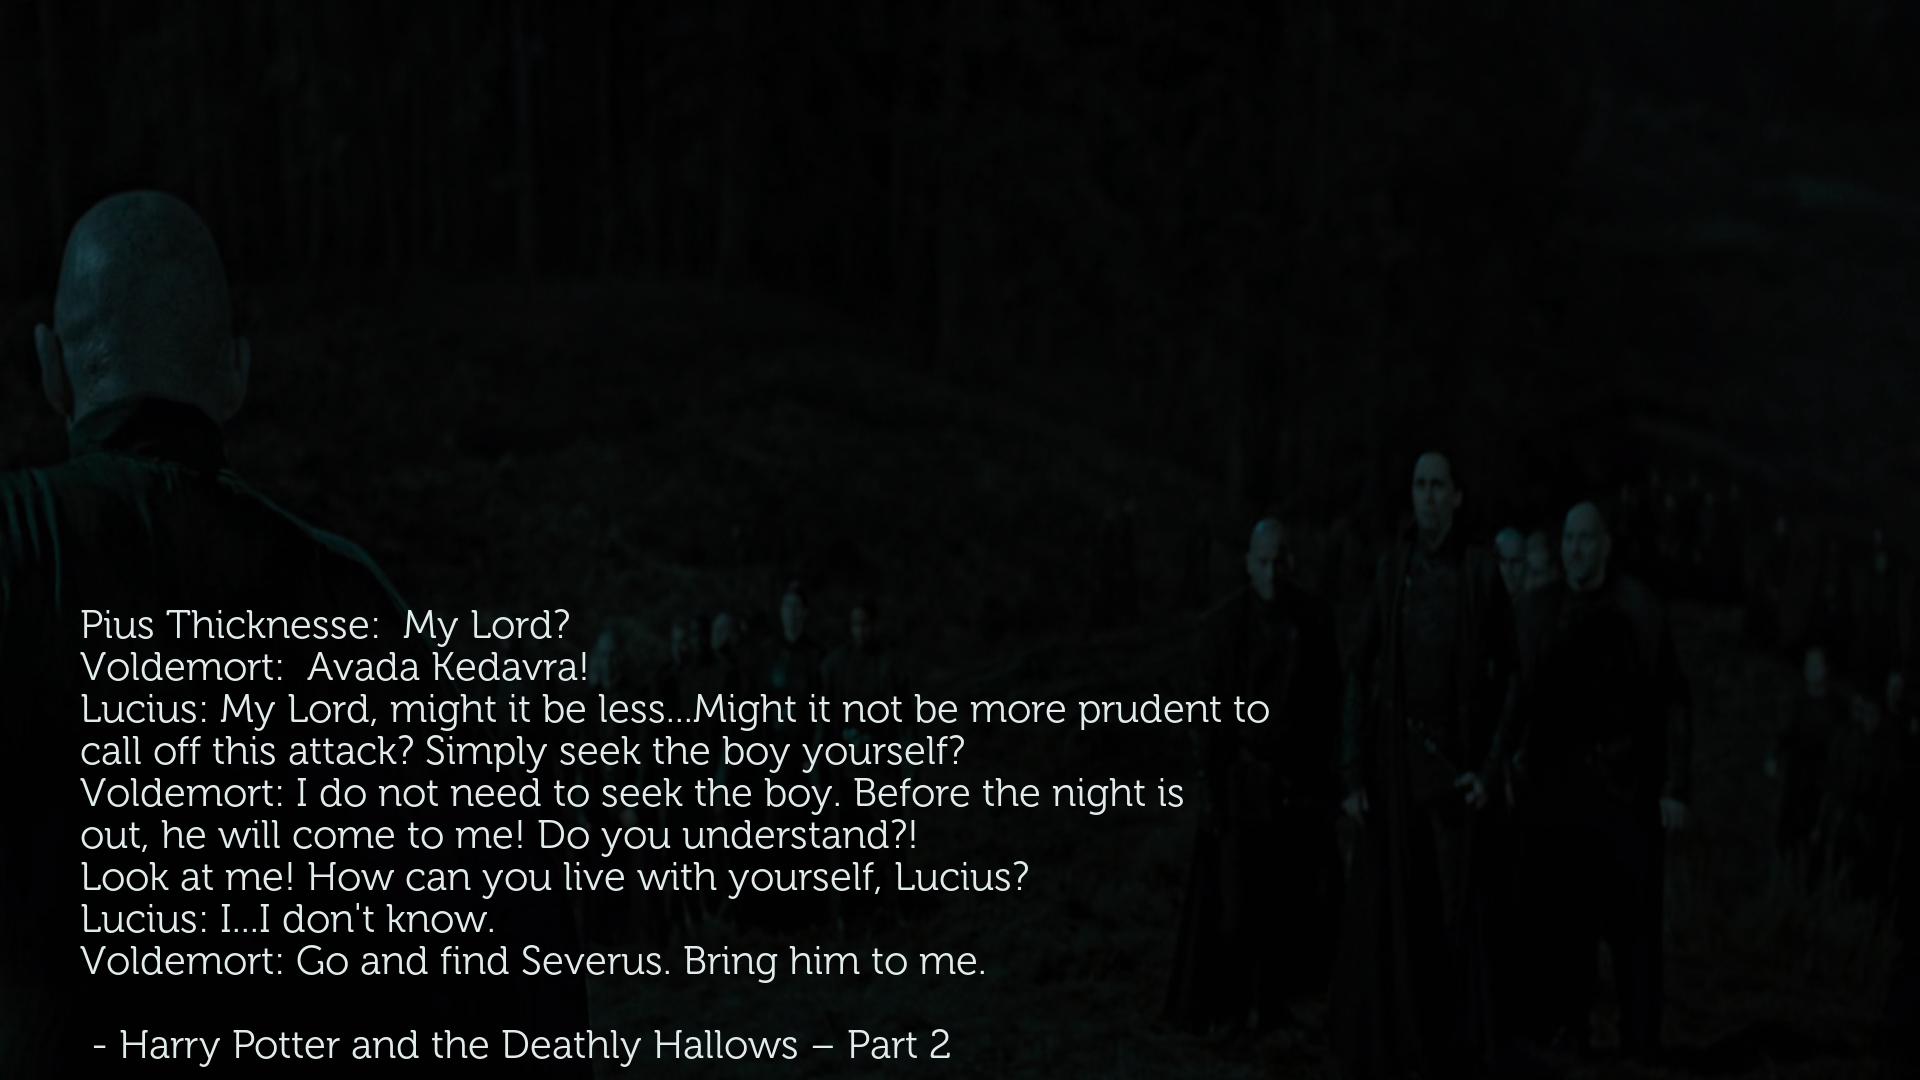 Pius Thicknesse:  My Lord?
Voldemort:  Avada Kedavra!
Lucius: My Lord, might it be less...Might it not be more prudent to
call off this attack? Simply seek the boy yourself?
Voldemort: I do not need to seek the boy. Before the night is
out, he will come to me! Do you understand?!
Look at me! How can you live with yourself, Lucius?
Lucius: I...I don't know.
Voldemort: Go and find Severus. Bring him to me.
- Harry Potter and the Deathly Hallows – Part 2